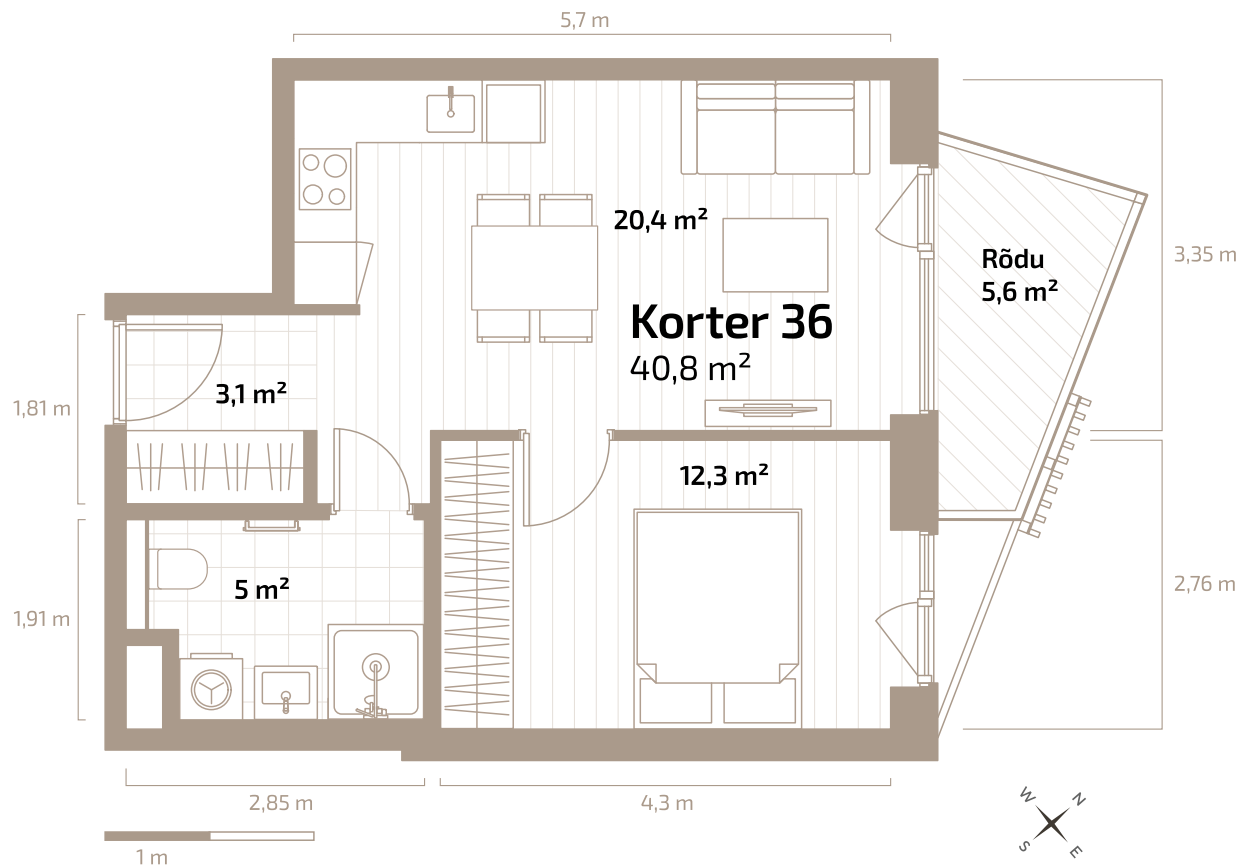 5,7 m
20,4 m²
Rõdu
5,6 m²
3,35 m
Korter 36
40,8 m²
3,1 m²
1,81 m
12,3 m²
5 m²
2,76 m
1,91 m
2,85 m
4,3 m
W
N
S
E
1 m